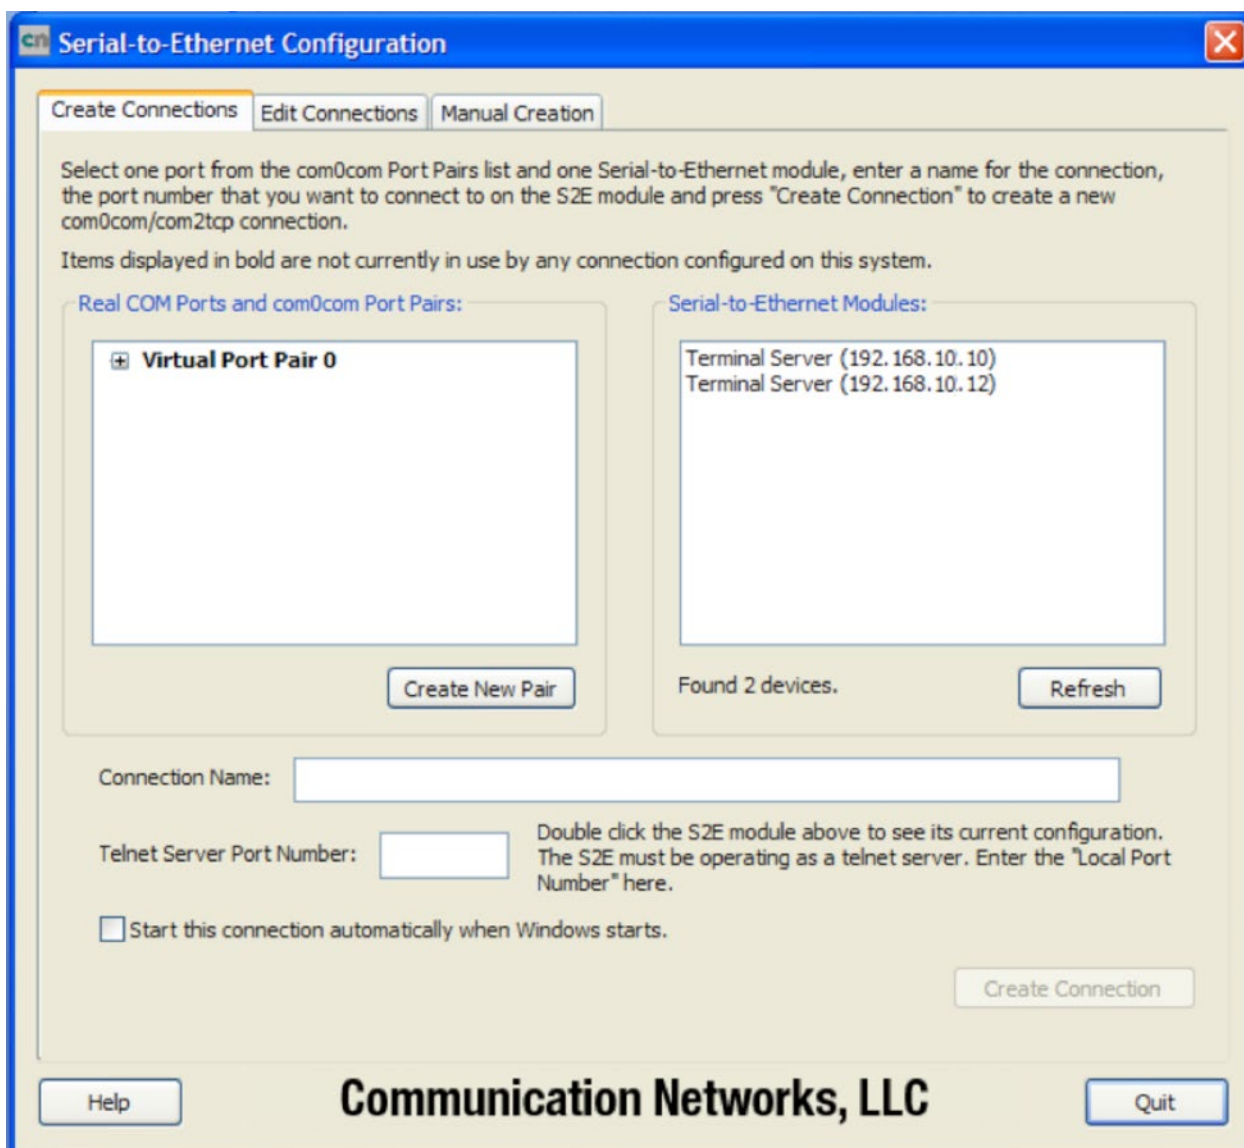 cn Serial-to-Ethernet Configuration
Create Connections Edit Connections Manual Creation
Select one port from the com0com Port Pairs list and one Serial-to-Ethernet module, enter a name for the connection,
the port number that you want to connect to on the S2E module and press "Create Connection" to create a new
com0com/com2tcp connection.
Items displayed in bold are not currently in use by any connection configured on this system.
Real COM Ports and com0com Port Pairs:
Virtual Port Pair 0
Create New Pair
Serial-to-Ethernet Modules:
Terminal Server (192.168.10.10)
Terminal Server (192.168.10.12)
Found 2 devices.
Refresh
Connection Name:
Telnet Server Port Number:
Double click the S2E module above to see its current configuration.
The S2E must be operating as a telnet server. Enter the "Local Port
Number" here.
Start this connection automatically when Windows starts.
Create Connection
Help
Communication Networks, LLC
Quit